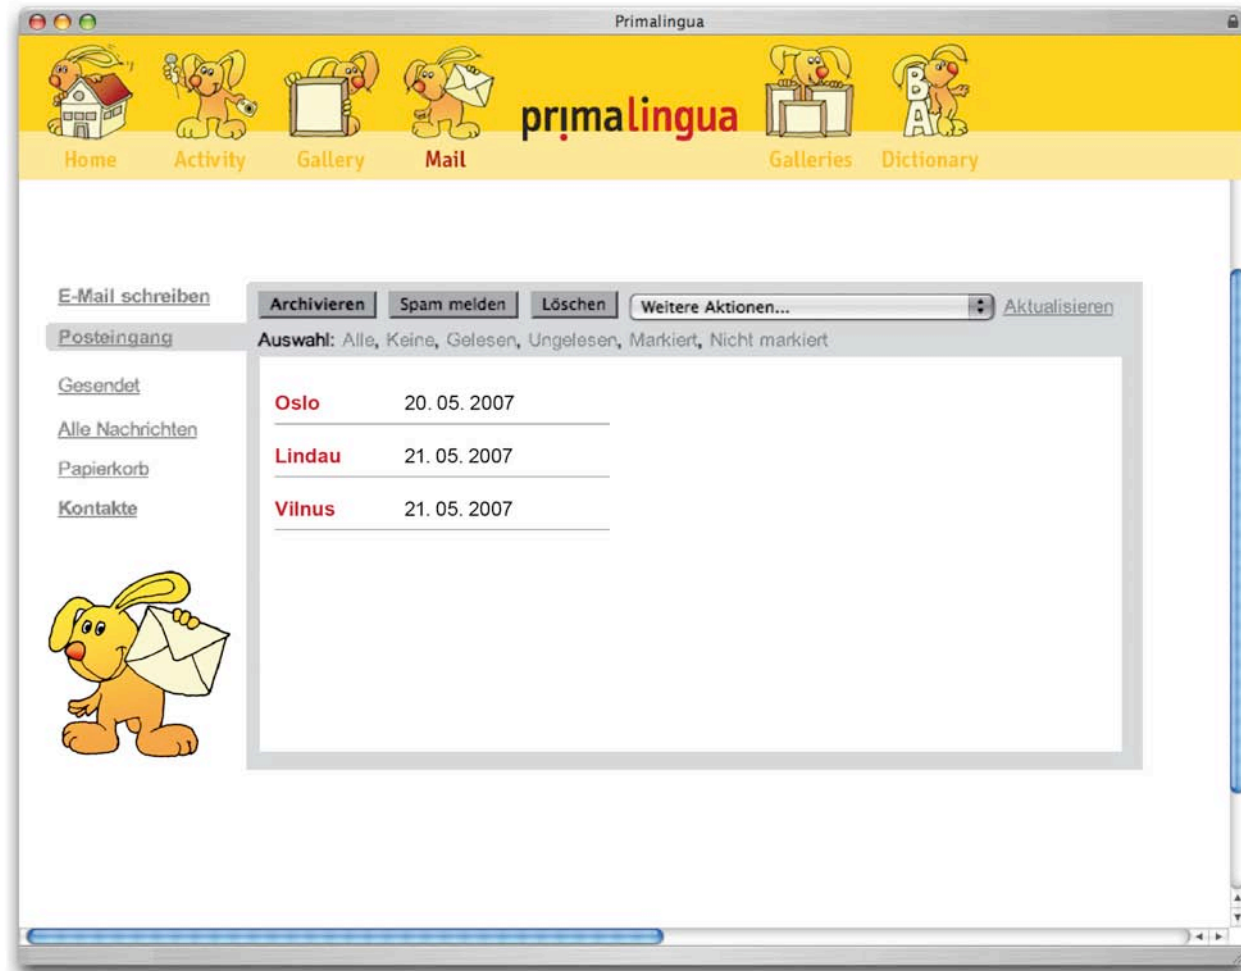 Primalingua
primalingua
Home Activity Gallery Mail Galleries Dictionary
B
A
E-Mail schreiben
Archivieren Spam melden Löschen Weitere Aktionen... Aktualisieren
Posteingang
Auswahl: Alle, Keine, Gelesen, Ungelesen, Markiert, Nicht markiert
Gesendet
Alle Nachrichten
Papierkorb
Kontakte
Oslo 20. 05. 2007
Lindau 21. 05. 2007
Vilnus 21. 05. 2007